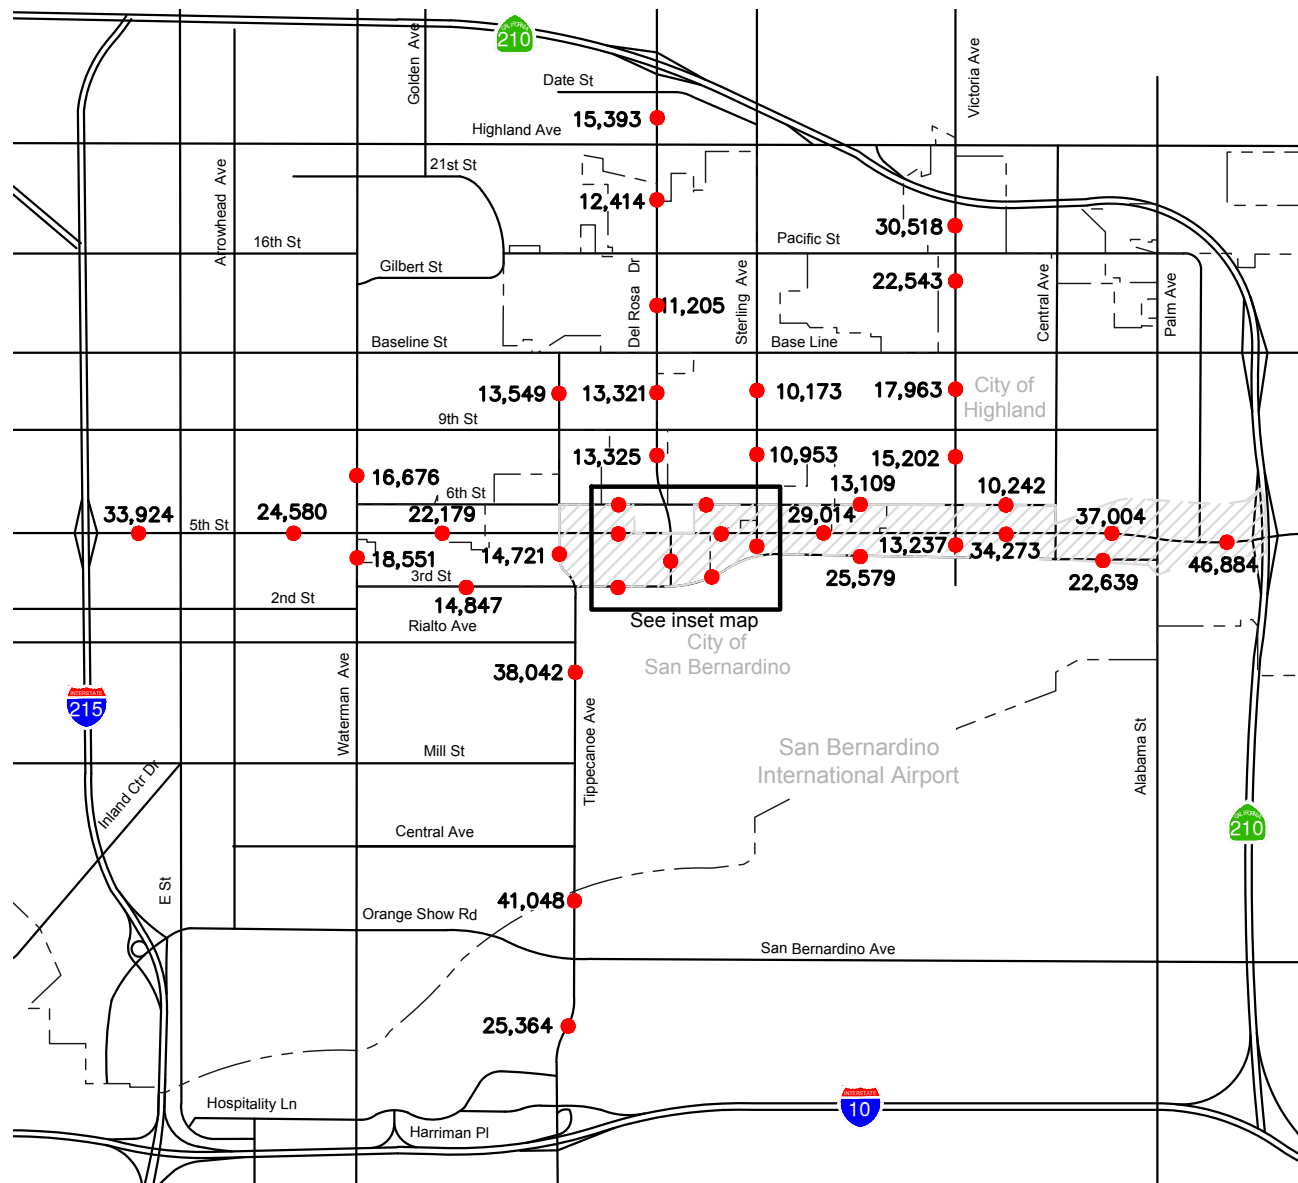 CALIFORNIA
210
Golden Ave
Victoria Ave
Date St
15,393
Highland Ave
Arrowhead Ave
21st St
12,414
30,518
16th St
Pacific St
Gilbert St
Del Rosa Dr
Sterling Ave
22,543
Central Ave
Palm Ave
11,205
Baseline St
Base Line
13,549
13,321
10,173
17,963
City of
Highland
9th St
13,325
10,953
15,202
16,676
6th St
13,109
10,242
33,924
5th St
24,580
22,179
29,014
37,004
18,551
14,721
13,237
34,273
46,884
3rd St
25,579
22,639
2nd St
14,847
Rialto Ave
See inset map
City of
San Bernardino
38,042
INTERSTATE
215
Waterman Ave
Tippecanoe Ave
Mill St
San Bernardino
International Airport
Alabama St
Inland Ctr Dr
Central Ave
CALIFORNIA
210
E St
41,048
Orange Show Rd
San Bernardino Ave
25,364
Hospitality Ln
INTERSTATE
10
Harriman Pl